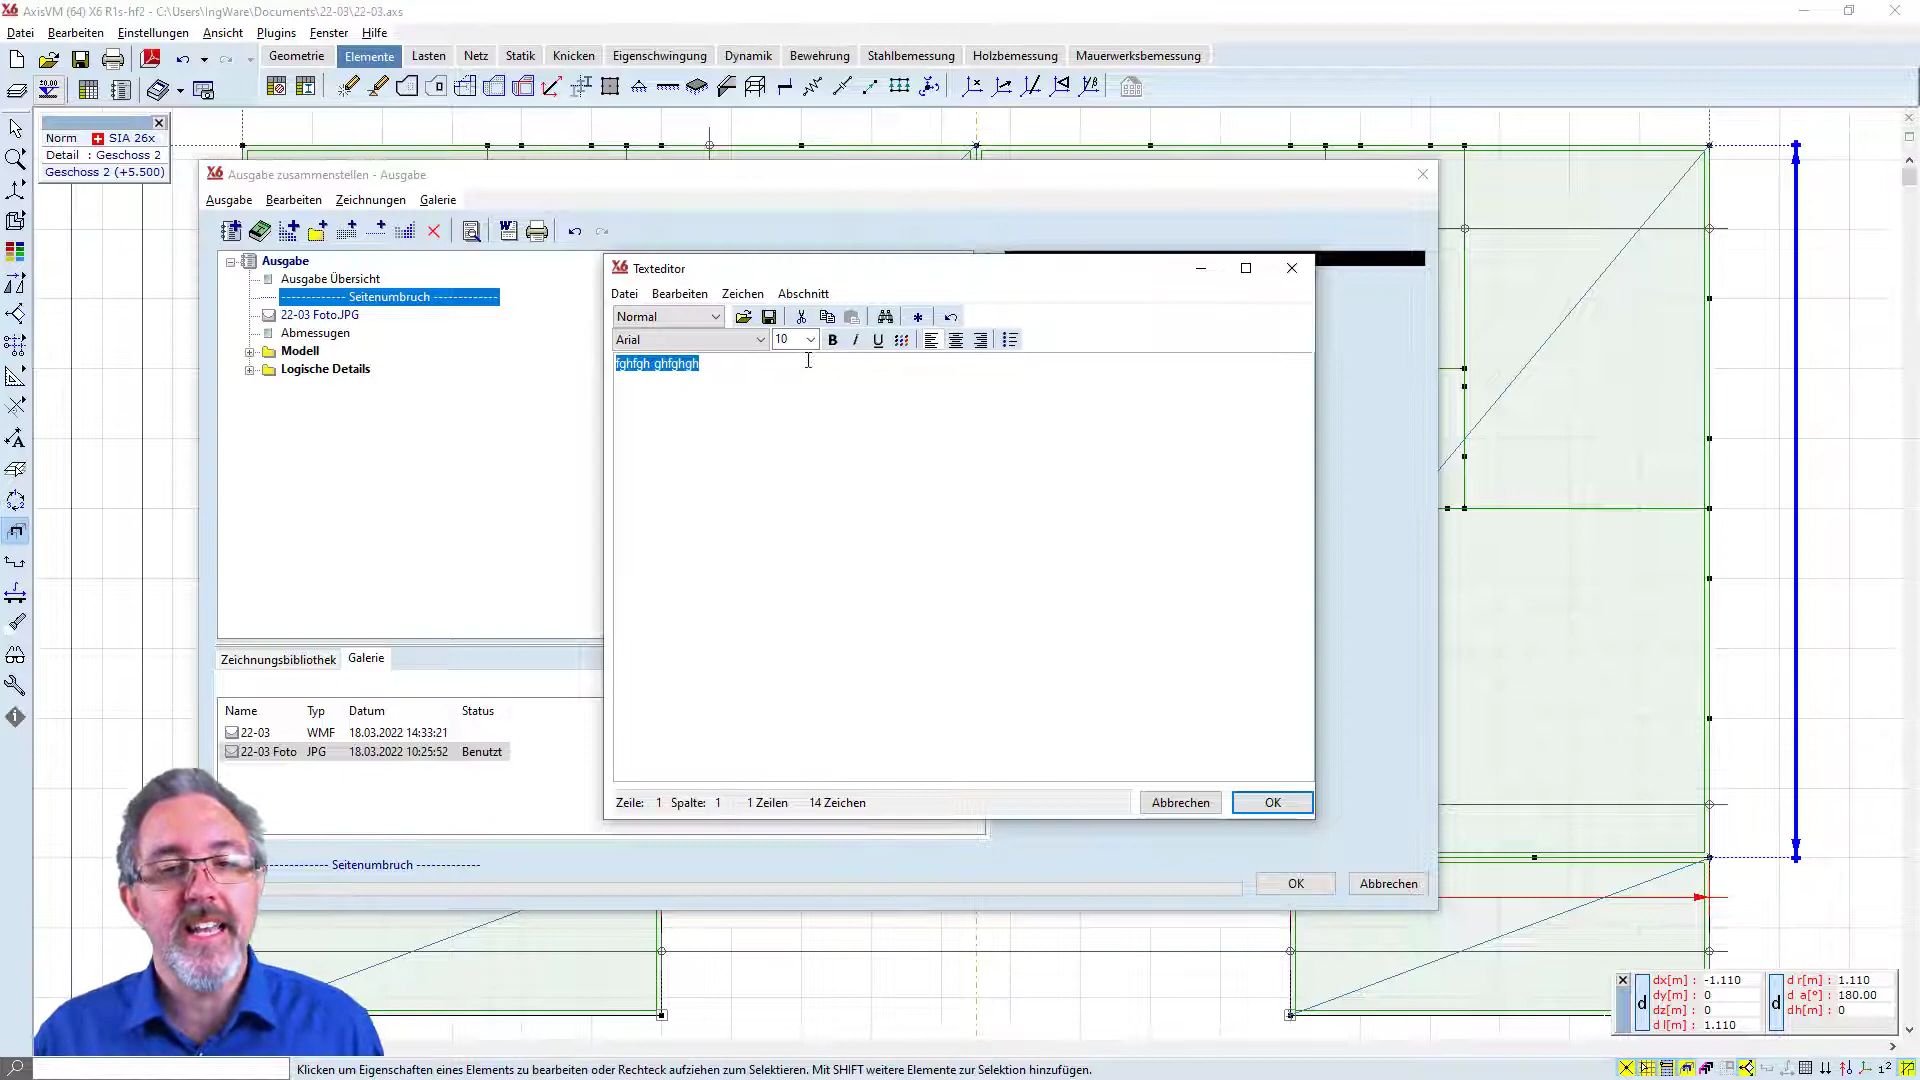 AxisVM (64) X6 R1s-hf2 - C:\Users\IngWare\Documents\22-03\22-03.axs
Datei Bearbeiten Einstellungen Ansicht Plugins Fenster Hilfe
Geometrie Elemente Lasten Netz Statik Knicken Eigenschwingung Dynamik Bewehrung Stahlbemessung Holzbemessung Mauerwerksbemessung
Norm SIA 26x
Detail : Geschoss 2
Geschoss 2 (+5.500)
Ausgabe zusammenstellen - Ausgabe
Ausgabe Bearbeiten Zeichnungen Galerie
Ausgabe
Ausgabe Übersicht
------------- Seitenumbruch -------------
22-03 Foto.JPG
Abmessugen
Modell
Logische Details
Texteditor
Datei Bearbeiten Zeichen Abschnitt
Normal
Arial 10 B I U
fghfgh ghfghgh
Zeile: 1 Spalte: 1 1 Zeilen 14 Zeichen Abbrechen OK
Zeichnungsbibliothek Galerie
Name Typ Datum Status
22-03 WMF 18.03.2022 14:33:21
22-03 Foto JPG 18.03.2022 10:25:52 Benutzt
------------ Seitenumbruch -------------
OK Abbrechen
dx[m] : -1.110
dy[m] : 0
dz[m] : 0
d l[m] : 1.110
d r[m] : 1.110
d a[°] : 180.00
d h[m] : 0
Klicken um Eigenschaften eines Elements zu bearbeiten oder Rechteck aufziehen zum Selektieren. Mit SHIFT weitere Elemente zur Selektion hinzufügen.